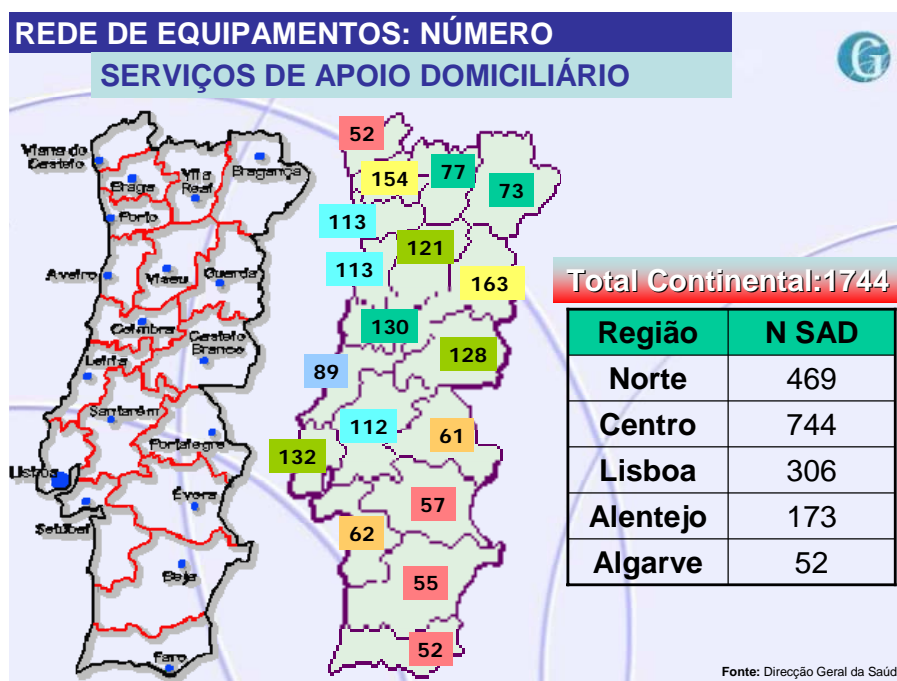 REDE DE EQUIPAMENTOS: NÚMERO
SERVIÇOS DE APOIO DOMICILIÁRIO
G
Viana do
Castelo
Braga
Vila
Real
Bragança
Porto
Aveiro
Viseu
Guarda
Coimbra
Castelo
Branco
Leiria
Santarém
Portalegre
Lisboa
Setúbal
Évora
Beja
Faro
52
154
77
73
113
121
113
163
130
128
89
112
61
132
57
62
55
52
Total Continental:1744
Região N SAD
Norte 469
Centro 744
Lisboa 306
Alentejo 173
Algarve 52
Fonte: Direcção Geral da Saúd